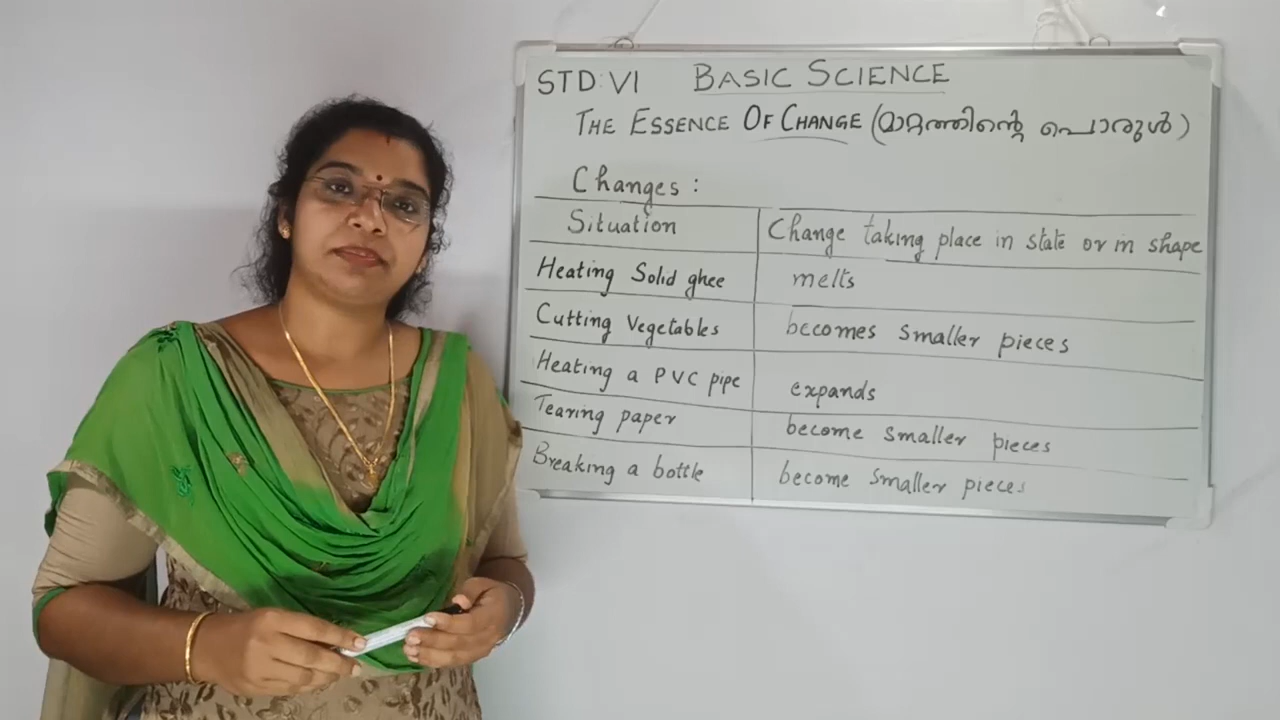 STD: VI BASIC SCIENCE
THE ESSENCE OF CHANGE (മാറ്റത്തിന്റെ പൊരുൾ)
Changes :
Situation Change taking place in state or in shape
Heating Solid ghee melts
Cutting Vegetables becomes smaller pieces
Heating a PVC pipe expands
Tearing paper become smaller pieces
Breaking a bottle become smaller pieces